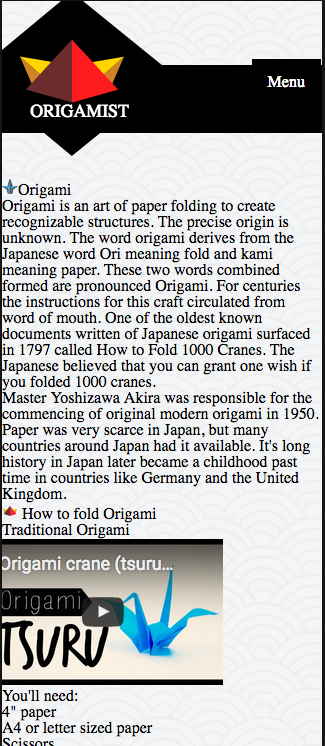 Menu
ORIGAMIST
Origami
Origami is an art of paper folding to create
recognizable structures. The precise origin is
unknown. The word origami derives from the
Japanese word Ori meaning fold and kami
meaning paper. These two words combined
formed are pronounced Origami. For centuries
the instructions for this craft circulated from
word of mouth. One of the oldest known
documents written of Japanese origami surfaced
in 1797 called How to Fold 1000 Cranes. The
Japanese believed that you can grant one wish if
you folded 1000 cranes.
Master Yoshizawa Akira was responsible for the
commencing of original modern origami in 1950.
Paper was very scarce in Japan, but many
countries around Japan had it available. It's long
history in Japan later became a childhood past
time in countries like Germany and the United
Kingdom.
How to fold Origami
Traditional Origami
Origami crane (tsuru...
Origami
TSURU
You'll need:
4" paper
A4 or letter sized paper
Scissors